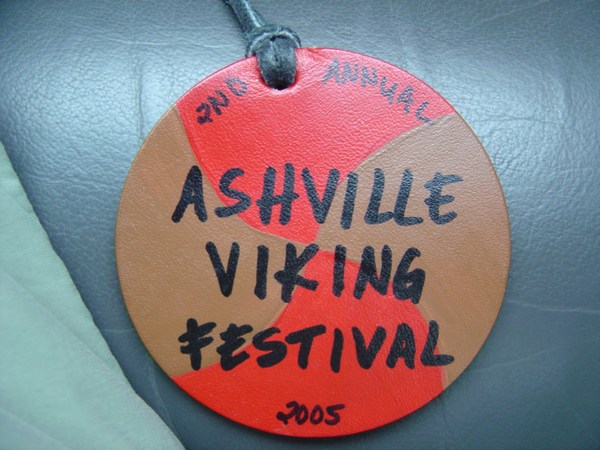 2ND ANNUAL
ASHVILLE
VIKING
FESTIVAL
2005